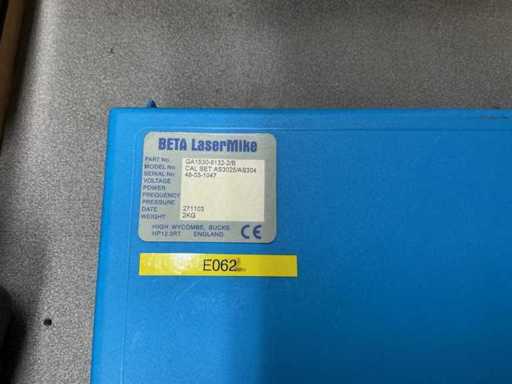 BETA LaserMike
PART No. GA1530-8132-2/B
MODEL No. CAL SET AS3025/AS304
SERIAL No. 48-03-1047
VOLTAGE
POWER
FREQUENCY
PRESSURE
DATE 271103
WEIGHT 2KG
HIGH WYCOMBE, BUCKS
HP12 3RT ENGLAND CE
E062